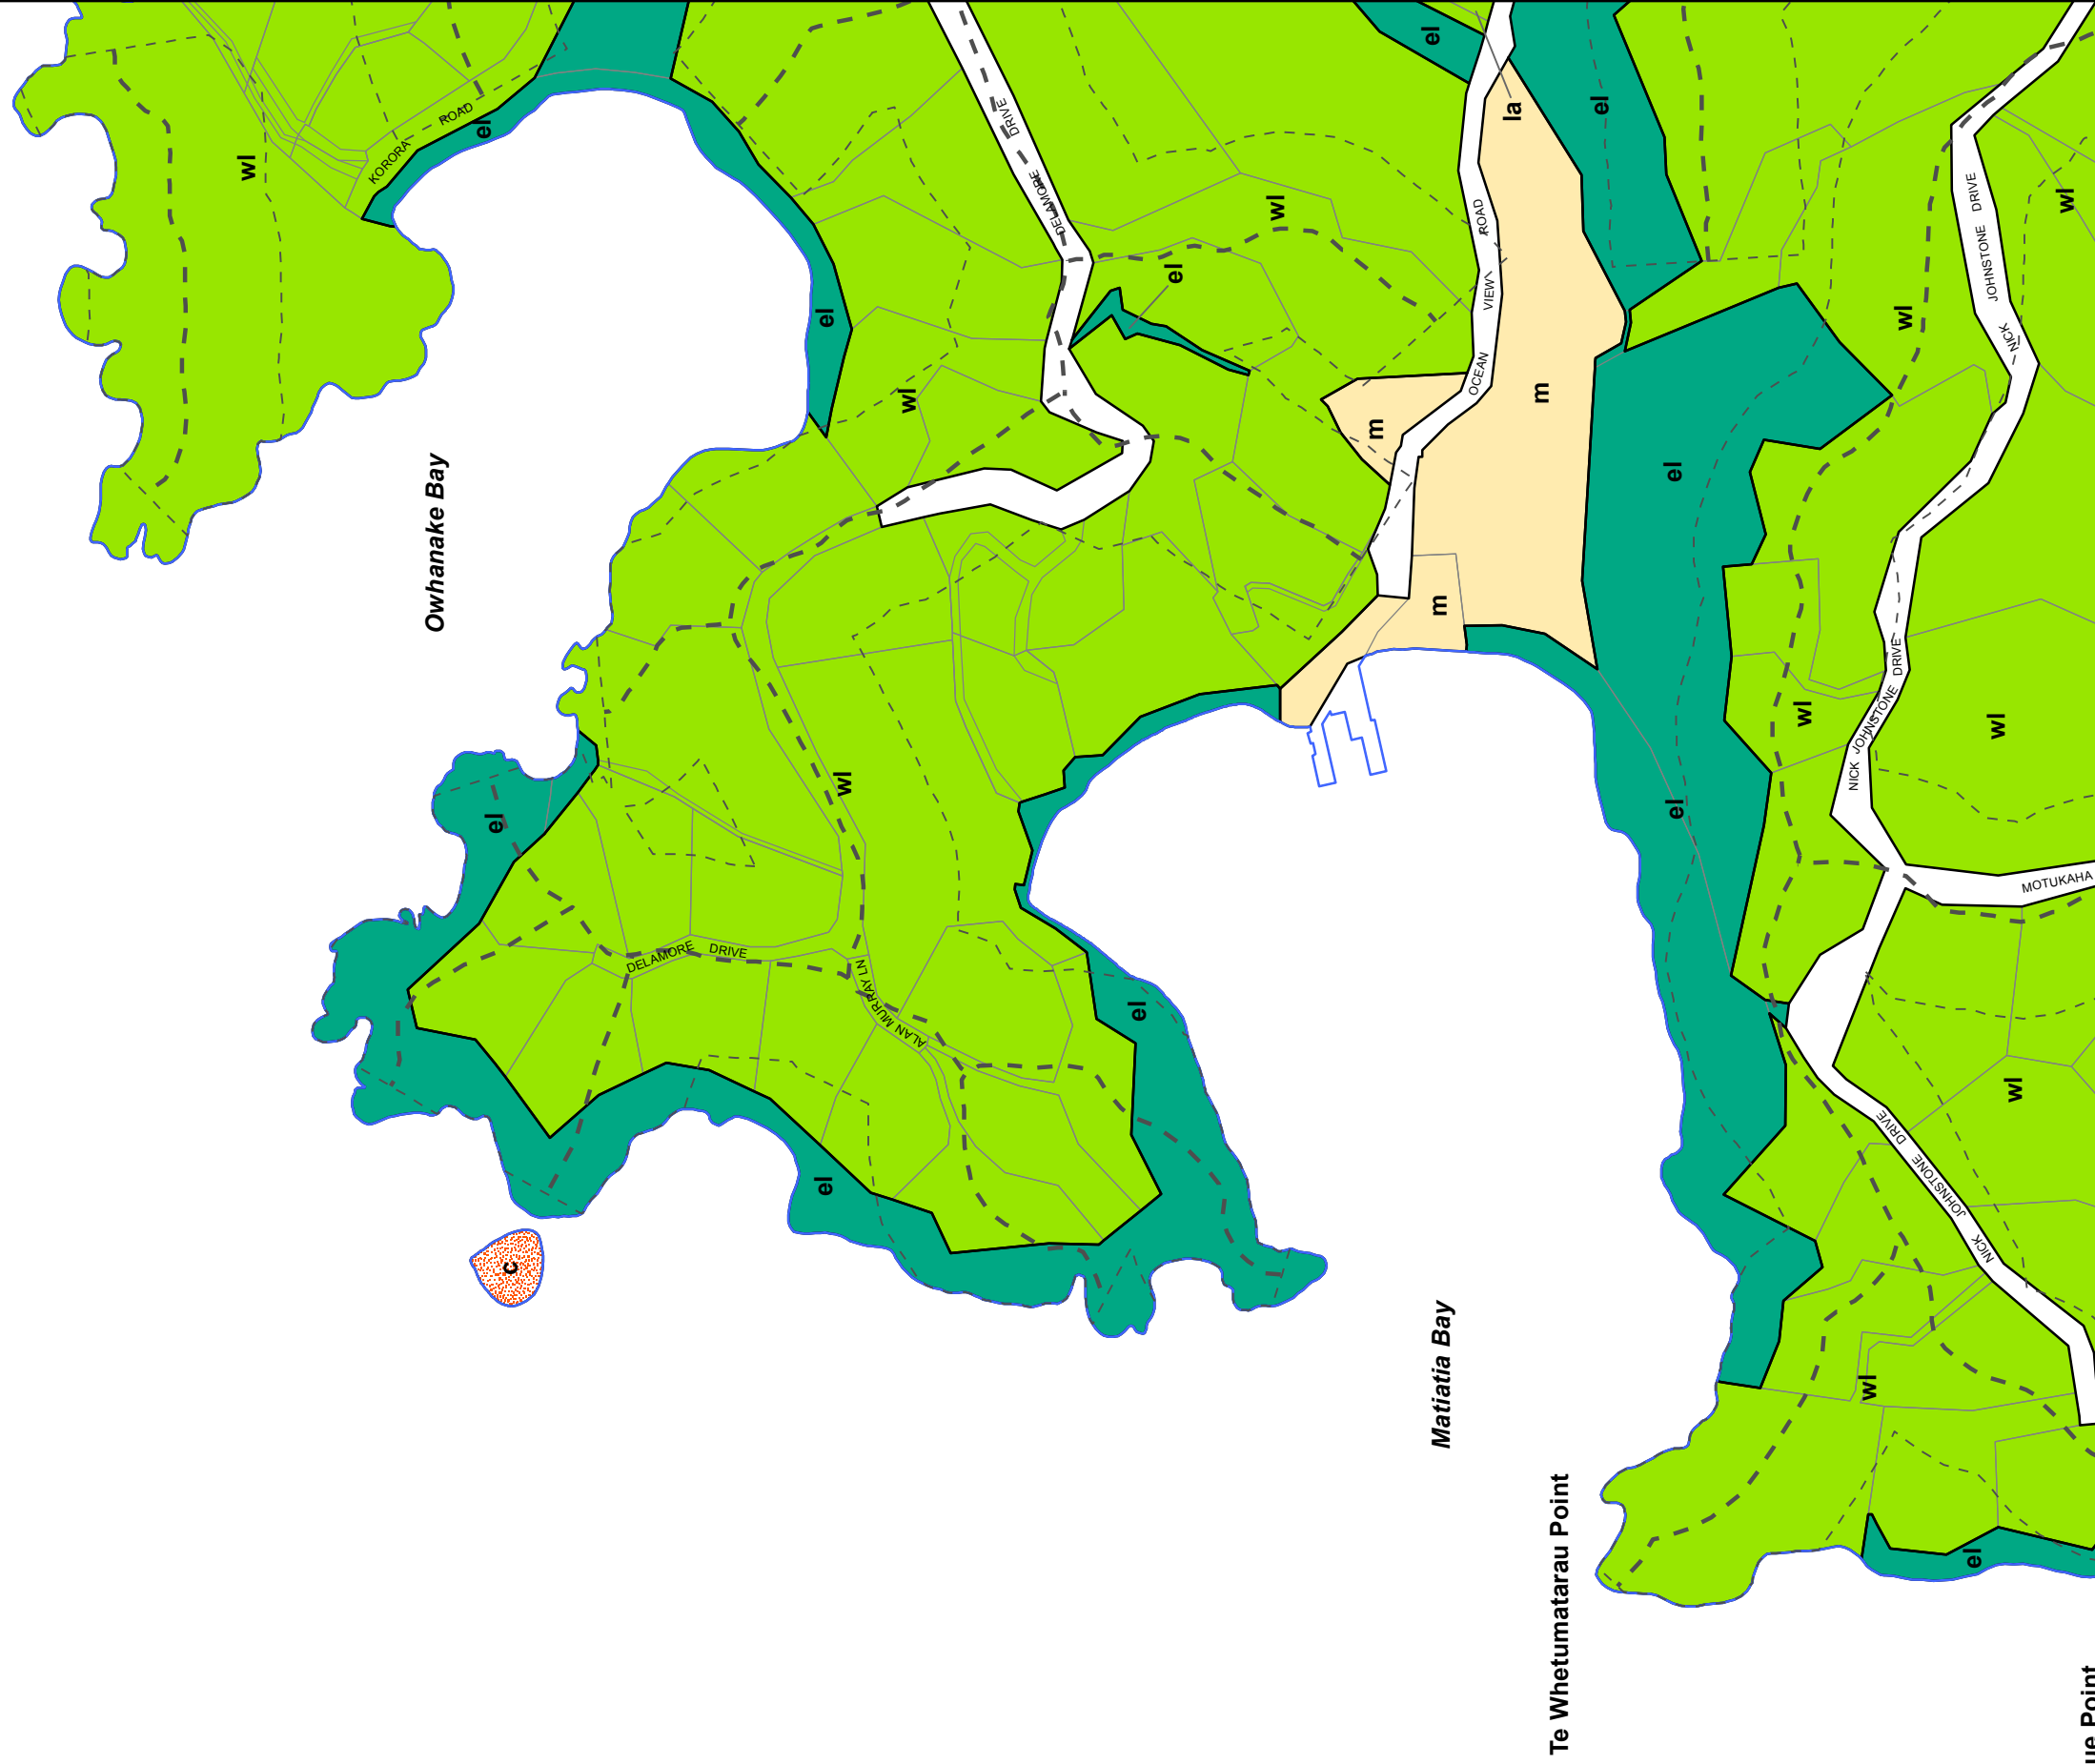 wl
KORORA ROAD
el
Owhanake Bay
el
wl
DELAMORE DRIVE
el
wl
el
la
el
OCEAN VIEW ROAD
m
m
m
el
el
wl
wl
wl
NICK JOHNSTONE DRIVE
NICK JOHNSTONE DRIVE
wl
MOTUKAHA
wl
el
wl
DELAMORE DRIVE
ALAN MURRAY LN
el
el
c
Matiatia Bay
NICK JOHNSTONE DRIVE
wl
el
Te Whetumatarau Point
Point